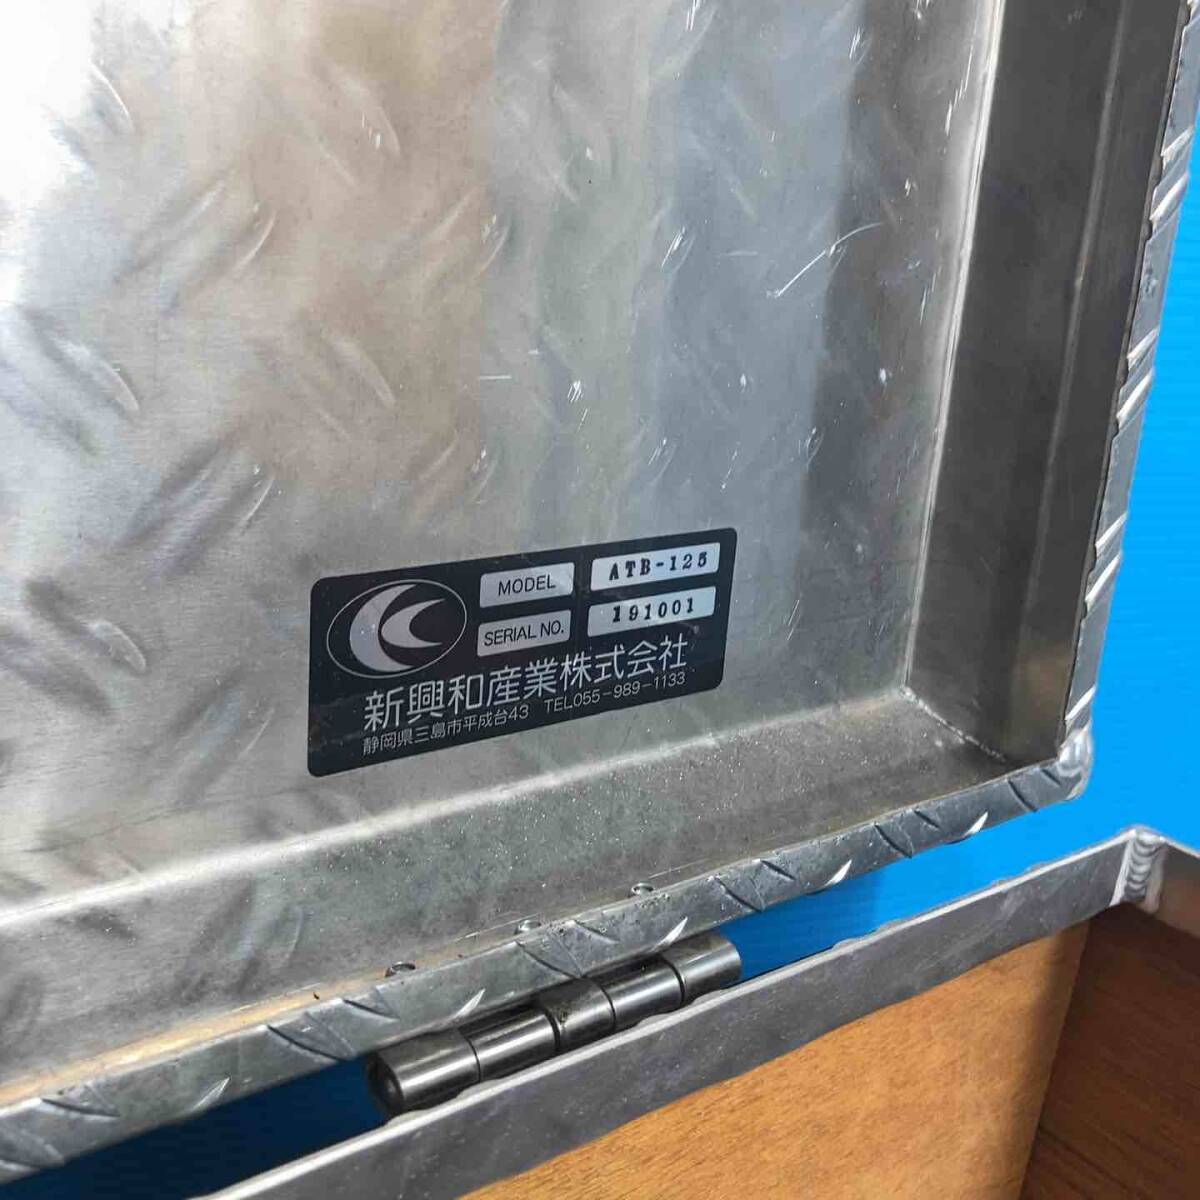 MODEL ATB-125
SERIAL NO. 191001
新興和産業株式会社
静岡県三島市平成台43 TEL055-989-1133